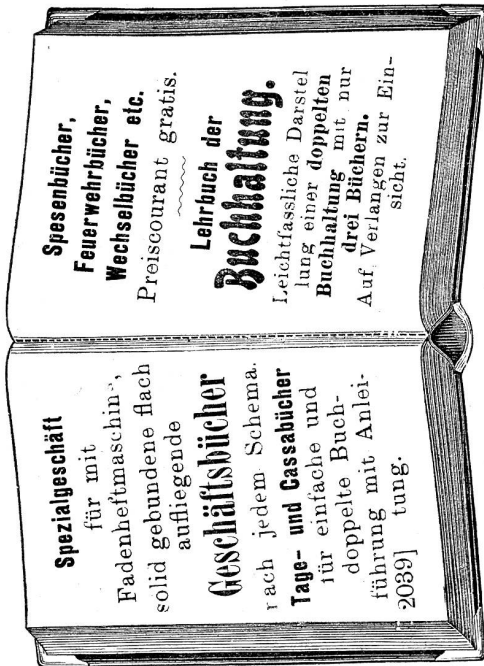 Spezialgeschäft
für mit
Fadenheftmaschin-,
solid gebundene flach
aufliegende
Geschäftsbücher
rach jedem Schema.
Tage- und Cassabücher
für einfache und
doppelte Buch-
führung mit Anlei-
tung.
2039]
Spesenbücher,
Feuerwehrbücher,
Wechselbücher etc.
Preiscourant gratis.
Lehrbuch der
Buchhaltung.
Leichtfassliche Darstel
lung einer doppelten
Buchhaltung mit nur
drei Büchern.
Auf Verlangen zur Ein-
sicht.